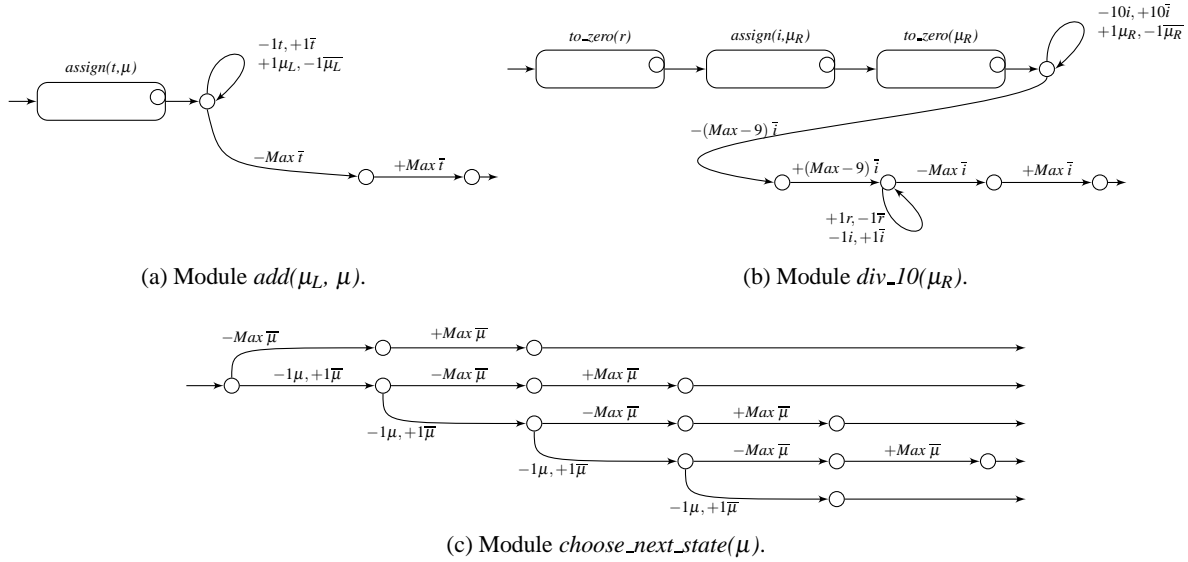 −1t, +1t̅
+1μ_L, −1μ̅_L̅
assign(t,μ)
−Max t̅
+Max t̅
(a) Module add(μ_L, μ).
−10i, +10i̅
+1μ_R, −1μ̅_R̅
to_zero(r)
assign(i,μ_R)
to_zero(μ_R)
−(Max−9) i̅
+(Max−9) i̅
−Max i̅
+Max i̅
+1r, −1r̅
−1i, +1i̅
(b) Module div_10(μ_R).
−Max μ̅
+Max μ̅
−1μ, +1μ̅
−Max μ̅
+Max μ̅
−1μ, +1μ̅
−Max μ̅
+Max μ̅
−1μ, +1μ̅
−Max μ̅
+Max μ̅
−1μ, +1μ̅
(c) Module choose_next_state(μ).